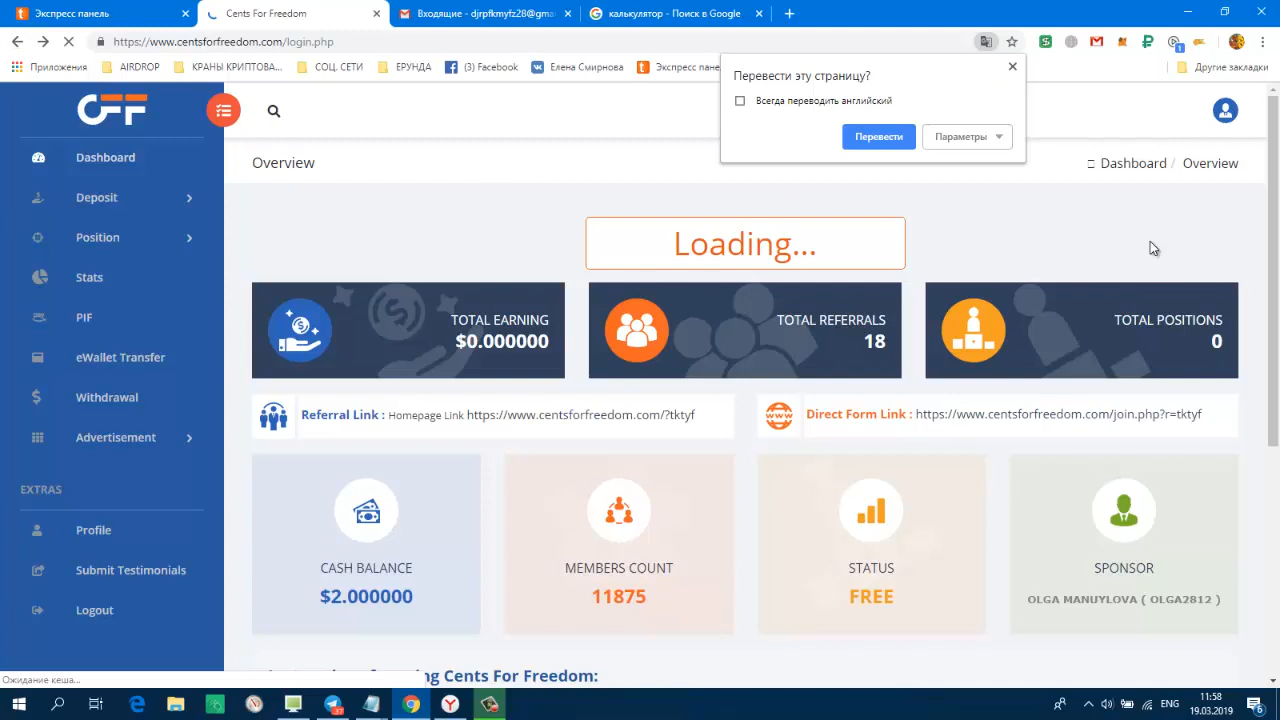 Экспресс панель
Cents For Freedom
Входящие - djrpfkmyfz28@gma
калькулятор - Поиск в Google
https://www.centsforfreedom.com/login.php
Приложения
AIRDROP
КРАНЫ КРИПТОВА...
СОЦ. СЕТИ
ЕРУНДА
(3) Facebook
Елена Смирнова
Экспресс пане
Другие закладки
Перевести эту страницу?
Всегда переводить английский
Перевести
Параметры
CFF
Dashboard
Deposit
Position
Stats
PIF
eWallet Transfer
Withdrawal
Advertisement
EXTRAS
Profile
Submit Testimonials
Logout
Overview
Dashboard / Overview
Loading...
TOTAL EARNING
$0.000000
TOTAL REFERRALS
18
TOTAL POSITIONS
0
Referral Link : Homepage Link https://www.centsforfreedom.com/?tktyf
Direct Form Link : https://www.centsforfreedom.com/join.php?r=tktyf
CASH BALANCE
$2.000000
MEMBERS COUNT
11875
STATUS
FREE
SPONSOR
OLGA MANUYLOVA ( OLGA2812 )
ng Cents For Freedom:
Ожидание кеша...
37
ENG
11:58
19.03.2019
6